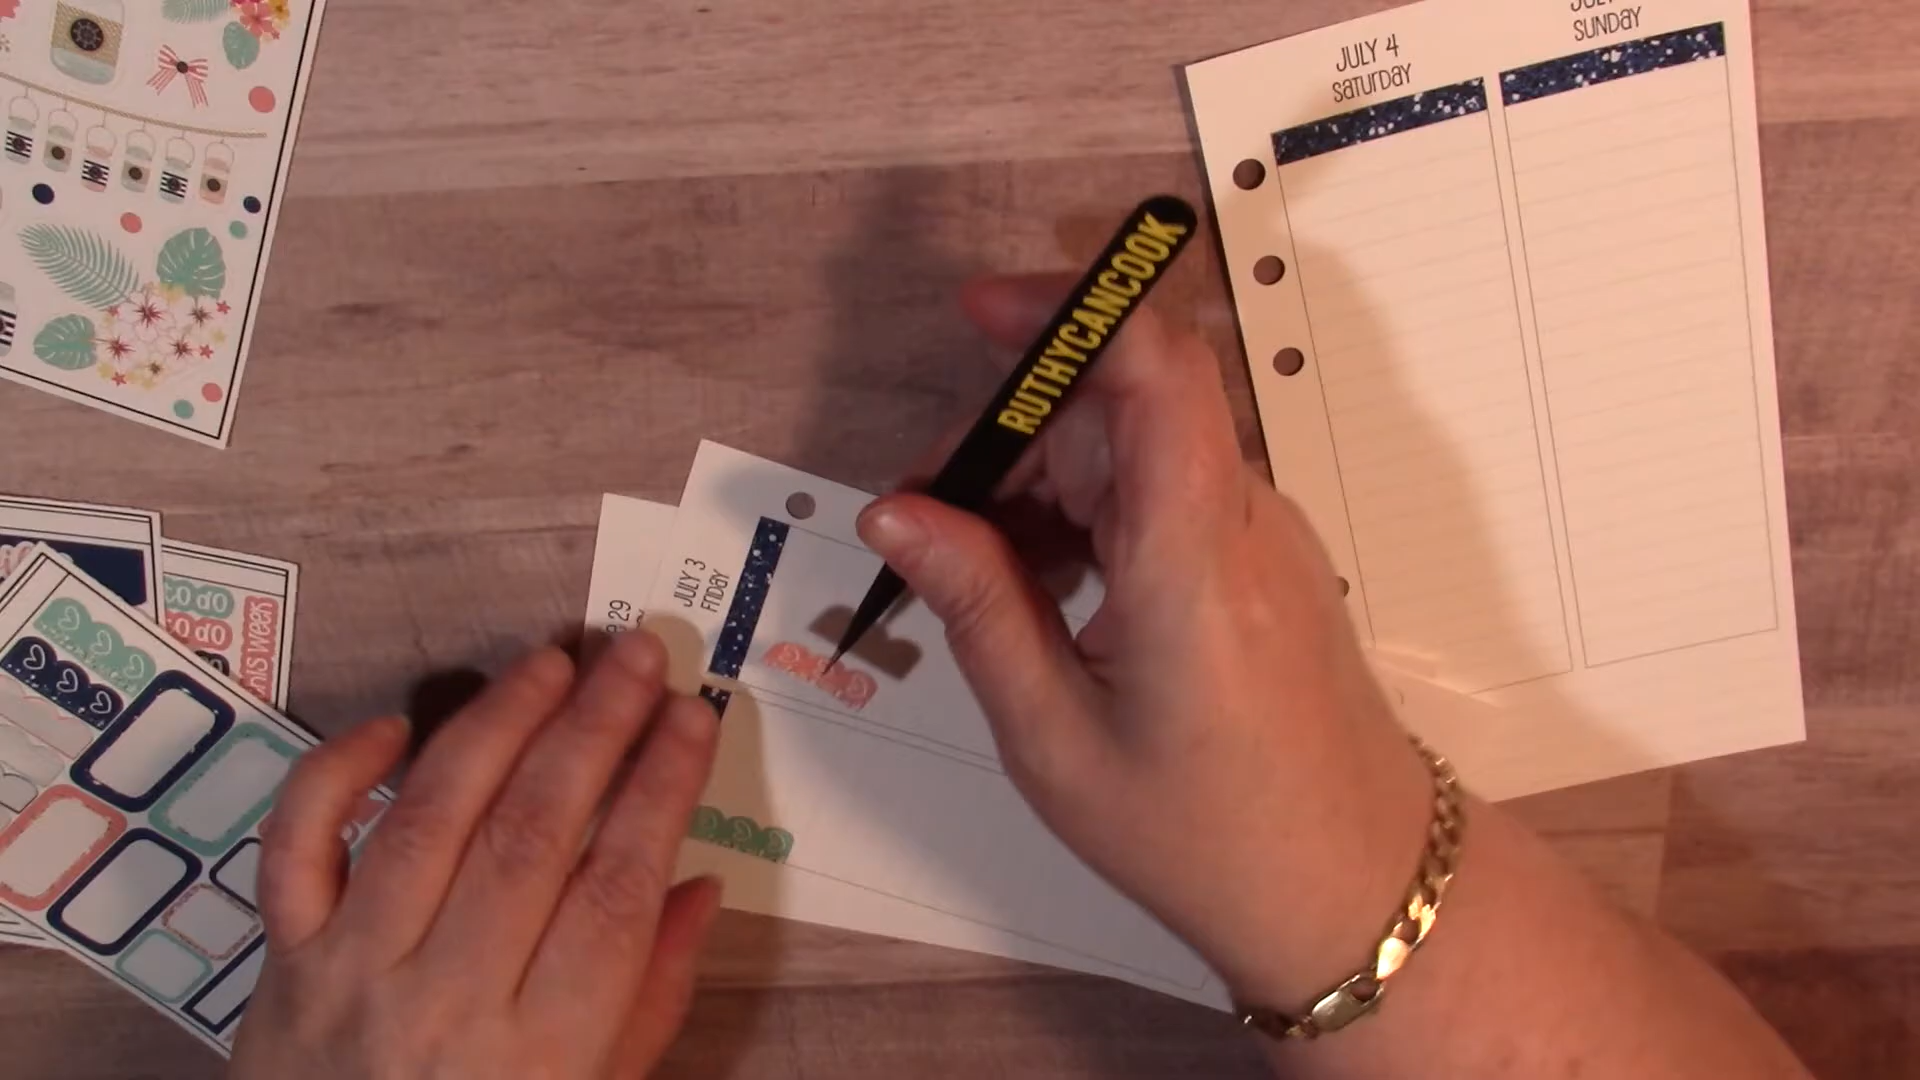 JULY 4
saturday
SUNDAY
RUTHYCANCOOK
JULY 3
Friday
29
to do
to do
this week